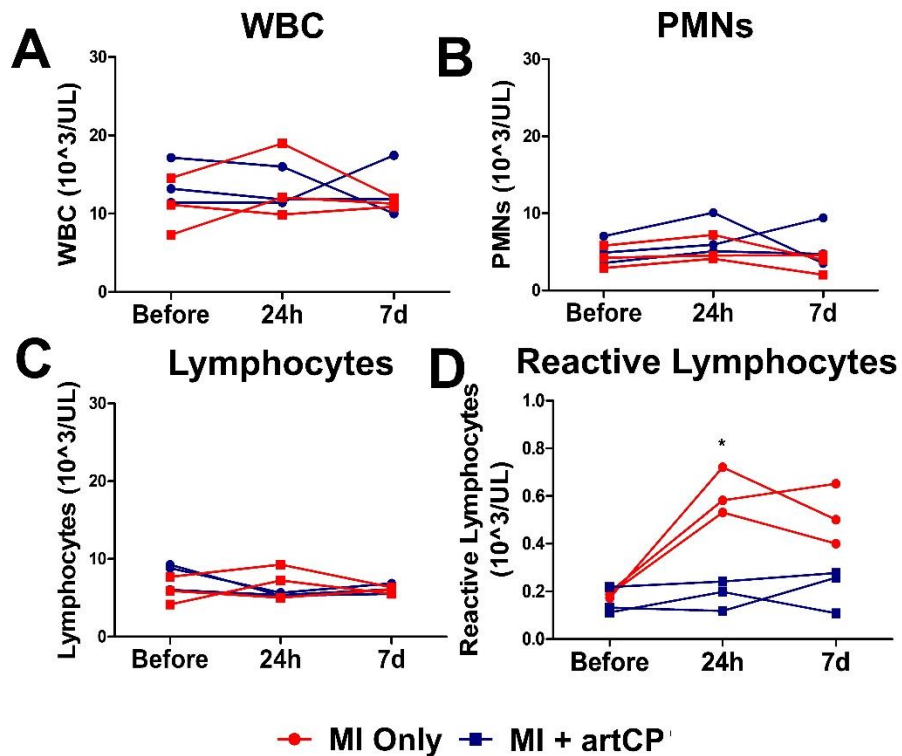 WBC
PMNs
A
B
WBC (10^3/UL)
30
20
10
0
Before 24h 7d
PMNs (10^3/UL)
30
20
10
0
Before 24h 7d
C
Lymphocytes
D
Reactive Lymphocytes
Lymphocytes (10^3/UL)
30
20
10
0
Before 24h 7d
Reactive Lymphocytes
(10^3/UL)
1.0
0.8
0.6
0.4
0.2
0.0
*
Before 24h 7d
MI Only MI + artCP